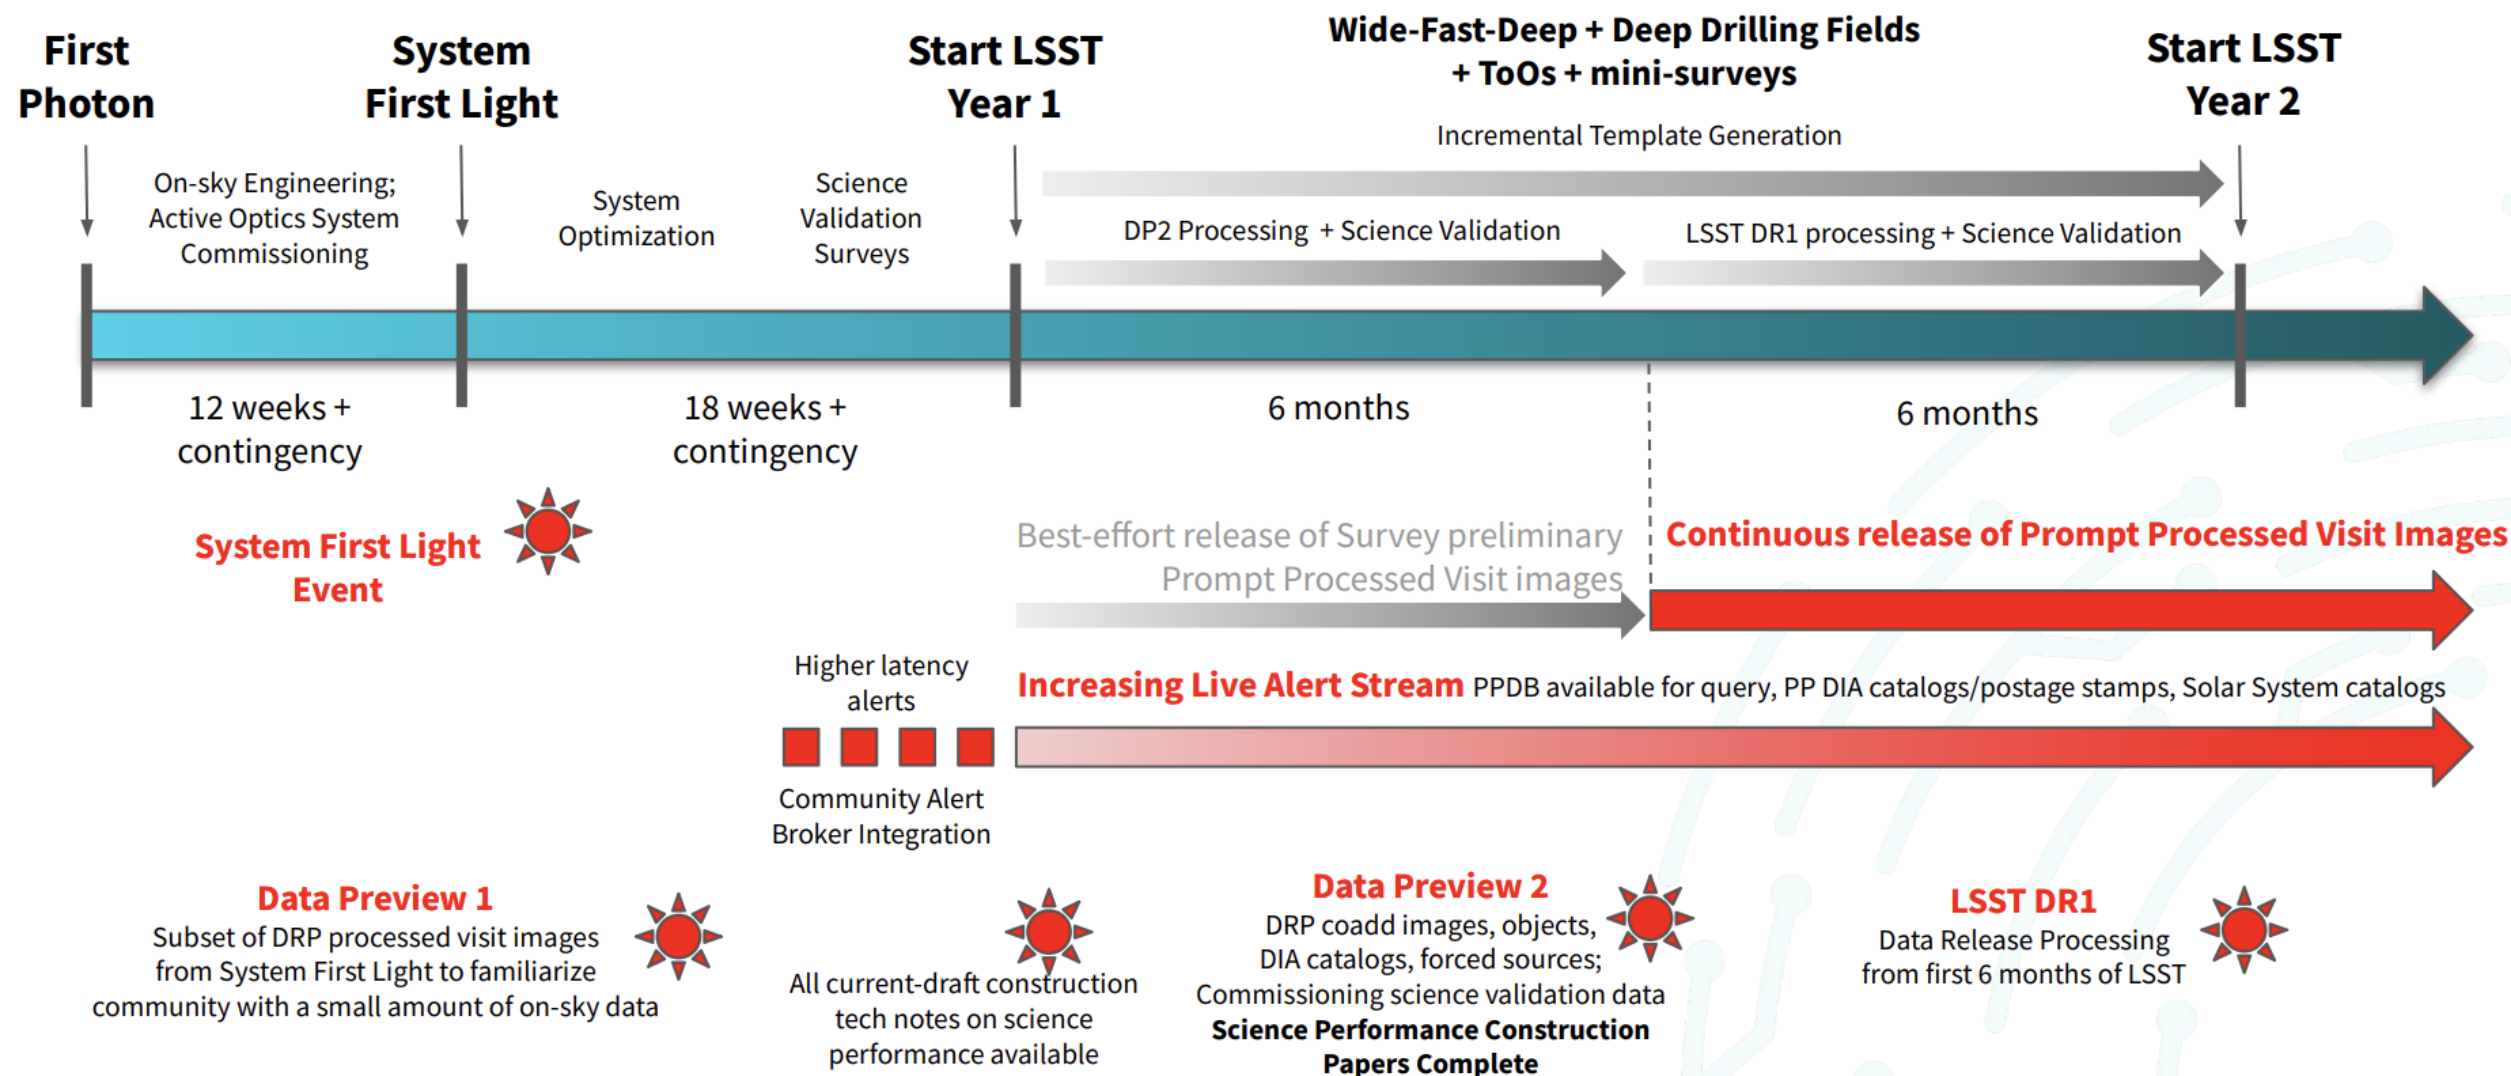 First
Photon
System
First Light
Start LSST
Year 1
Wide-Fast-Deep + Deep Drilling Fields
+ ToOs + mini-surveys
Start LSST
Year 2
Incremental Template Generation
On-sky Engineering;
Active Optics System
Commissioning
System
Optimization
Science
Validation
Surveys
DP2 Processing + Science Validation
LSST DR1 processing + Science Validation
12 weeks +
contingency
18 weeks +
contingency
6 months
6 months
System First Light
Event
Best-effort release of Survey preliminary
Prompt Processed Visit images
Continuous release of Prompt Processed Visit Images
Higher latency
alerts
Increasing Live Alert Stream PPDB available for query, PP DIA catalogs/postage stamps, Solar System catalogs
Community Alert
Broker Integration
Data Preview 1
Subset of DRP processed visit images
from System First Light to familiarize
community with a small amount of on-sky data
All current-draft construction
tech notes on science
performance available
Data Preview 2
DRP coadd images, objects,
DIA catalogs, forced sources;
Commissioning science validation data
Science Performance Construction
Papers Complete
LSST DR1
Data Release Processing
from first 6 months of LSST